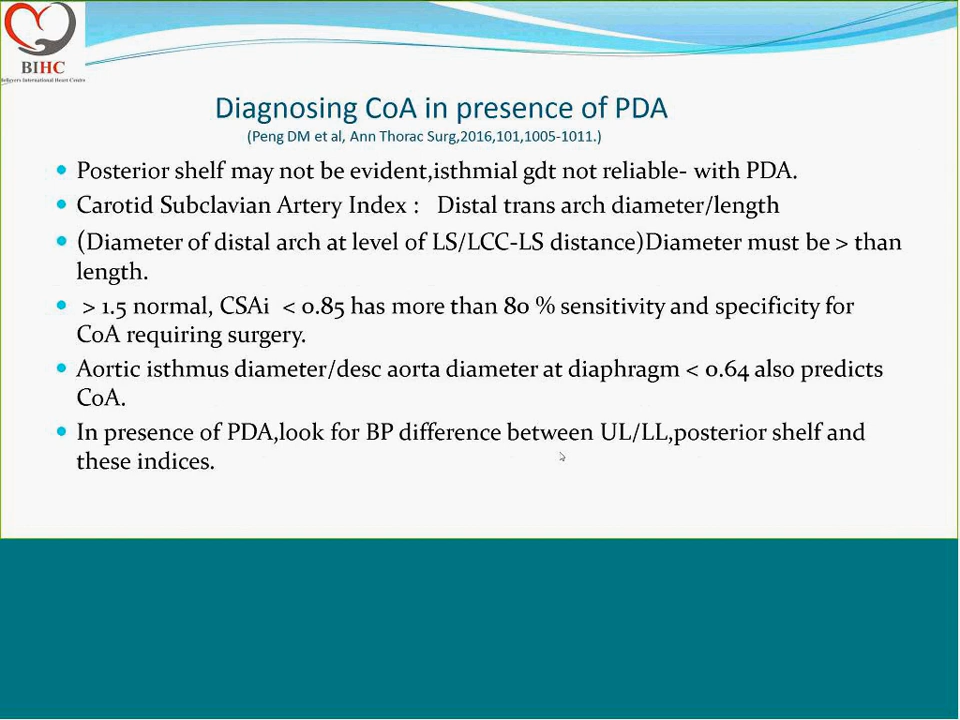 BIHC
Believers International Heart Centre
Diagnosing CoA in presence of PDA
(Peng DM et al, Ann Thorac Surg,2016,101,1005-1011.)
Posterior shelf may not be evident,isthmial gdt not reliable- with PDA.
Carotid Subclavian Artery Index : Distal trans arch diameter/length
(Diameter of distal arch at level of LS/LCC-LS distance)Diameter must be > than
length.
> 1.5 normal, CSAi < 0.85 has more than 80 % sensitivity and specificity for
CoA requiring surgery.
Aortic isthmus diameter/desc aorta diameter at diaphragm < 0.64 also predicts
CoA.
In presence of PDA,look for BP difference between UL/LL,posterior shelf and
these indices.